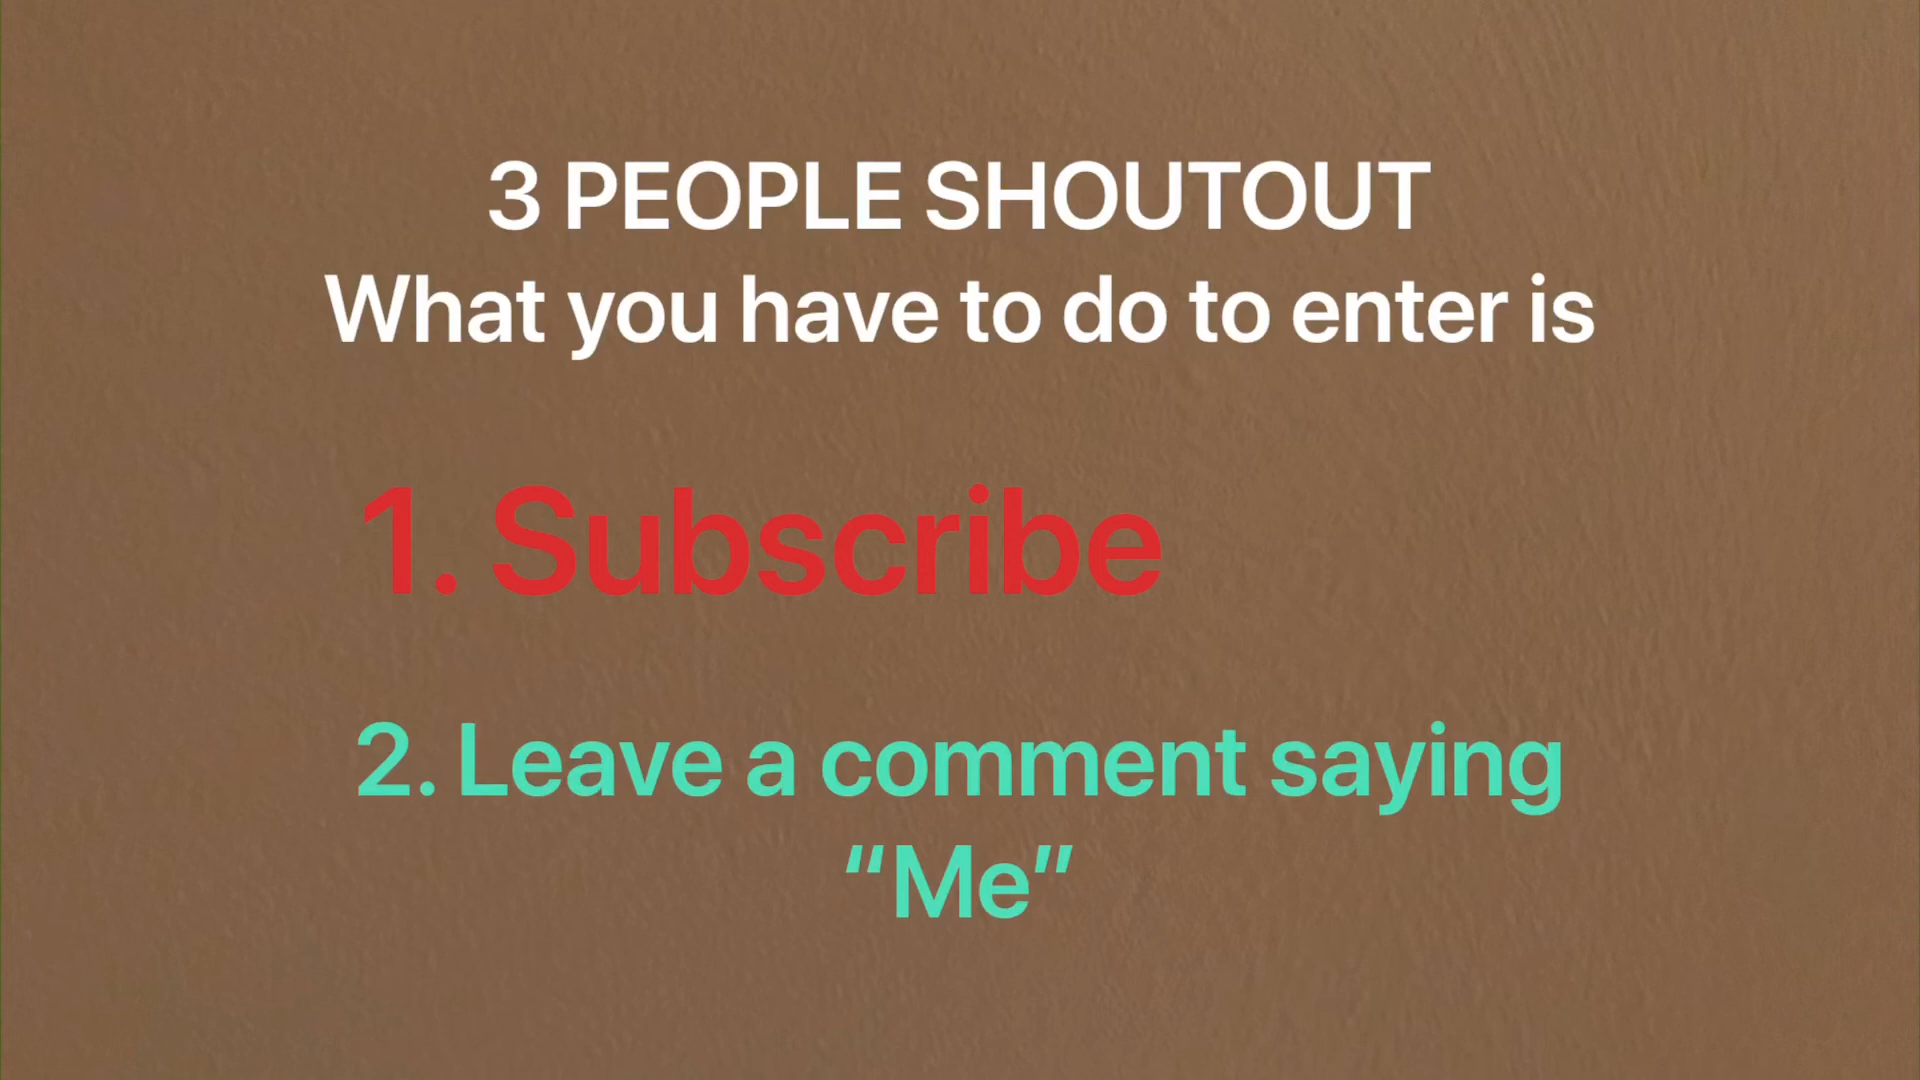 3 PEOPLE SHOUTOUT
What you have to do to enter is
1. Subscribe
2. Leave a comment saying
“Me”